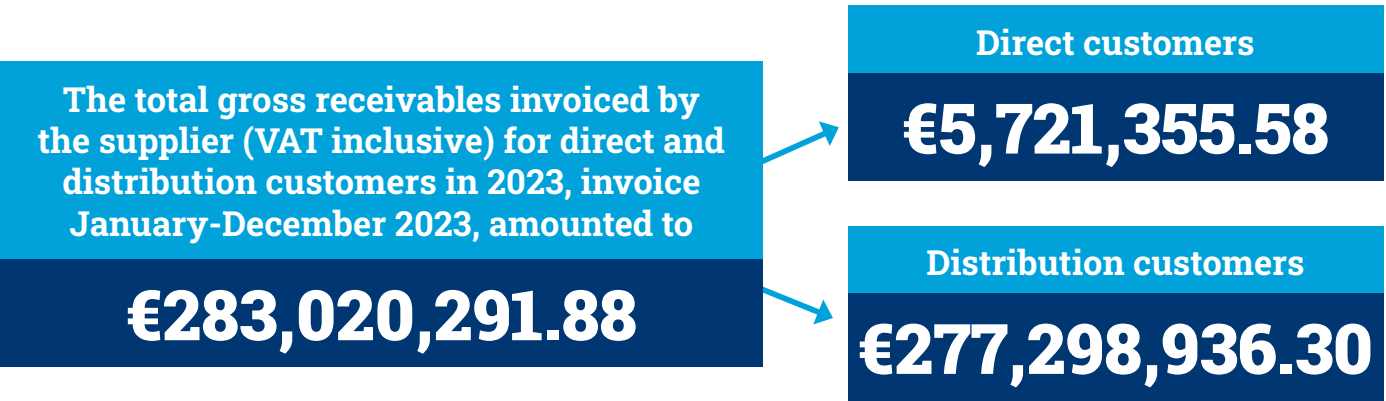 The total gross receivables invoiced by
the supplier (VAT inclusive) for direct and
distribution customers in 2023, invoice
January-December 2023, amounted to
€283,020,291.88
Direct customers
€5,721,355.58
Distribution customers
€277,298,936.30